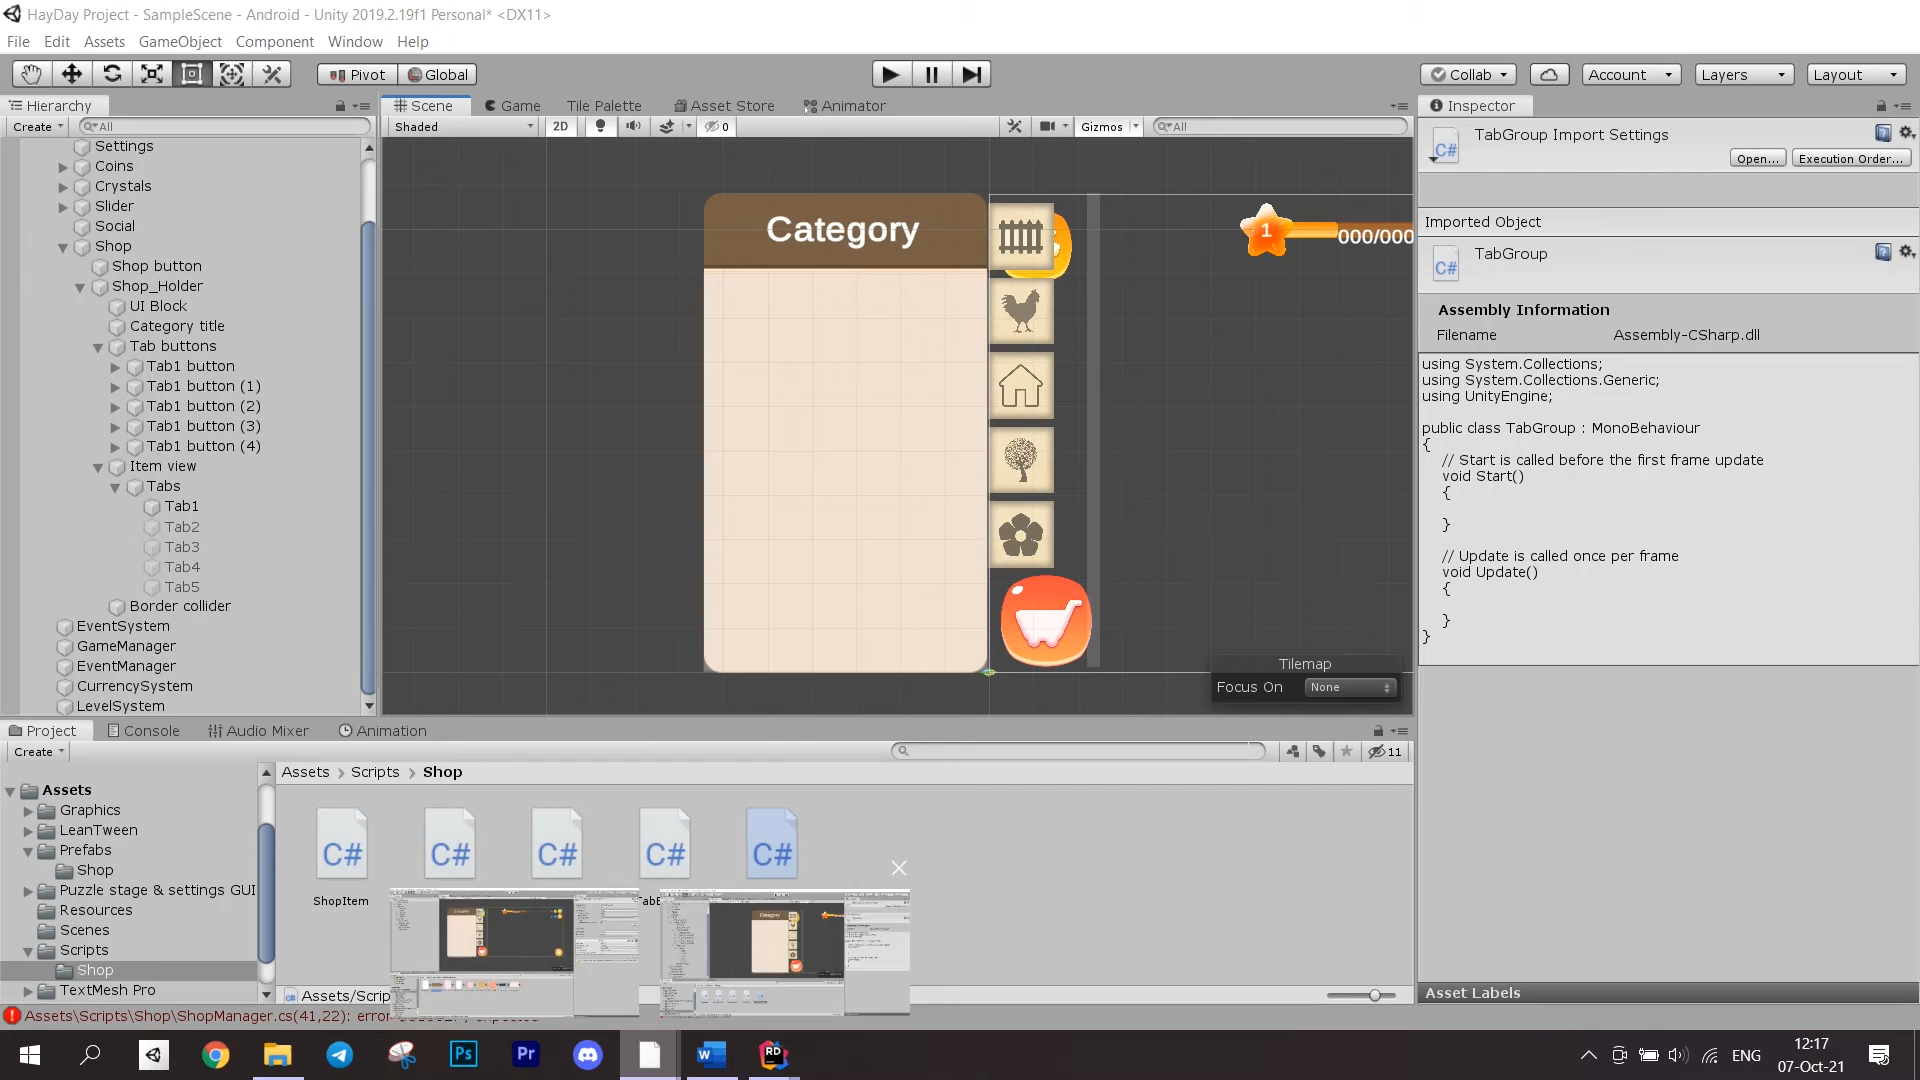 HayDay Project - SampleScene - Android - Unity 2019.2.19f1 Personal* <DX11>
File Edit Assets GameObject Component Window Help
Pivot Global
Collab Account Layers Layout
Hierarchy
Scene Game Tile Palette Asset Store Animator
Inspector
Create All
Shaded 2D 0 Gizmos All
TabGroup Import Settings
C#
Open... Execution Order...
Settings
Coins
Crystals
Slider
Social
Shop
Shop button
Shop_Holder
UI Block
Category title
Tab buttons
Tab1 button
Tab1 button (1)
Tab1 button (2)
Tab1 button (3)
Tab1 button (4)
Item view
Tabs
Tab1
Tab2
Tab3
Tab4
Tab5
Border collider
EventSystem
GameManager
EventManager
CurrencySystem
LevelSystem
Category
1
000/000
Tilemap
Focus On None
Imported Object
TabGroup
C#
Assembly Information
Filename Assembly-CSharp.dll
using System.Collections;
using System.Collections.Generic;
using UnityEngine;
public class TabGroup : MonoBehaviour
{
// Start is called before the first frame update
void Start()
{
}
// Update is called once per frame
void Update()
{
}
}
Asset Labels
Project Console Audio Mixer Animation
Create
11
Assets > Scripts > Shop
Assets
Graphics
LeanTween
Prefabs
Shop
Puzzle stage & settings GUI
Resources
Scenes
Scripts
Shop
TextMesh Pro
C# C# C# C# C#
ShopItem
Assets/Scrip
Assets\Scripts\Shop\ShopManager.cs(41,22): erro
Ps Pr W RD
ENG
12:17
07-Oct-21